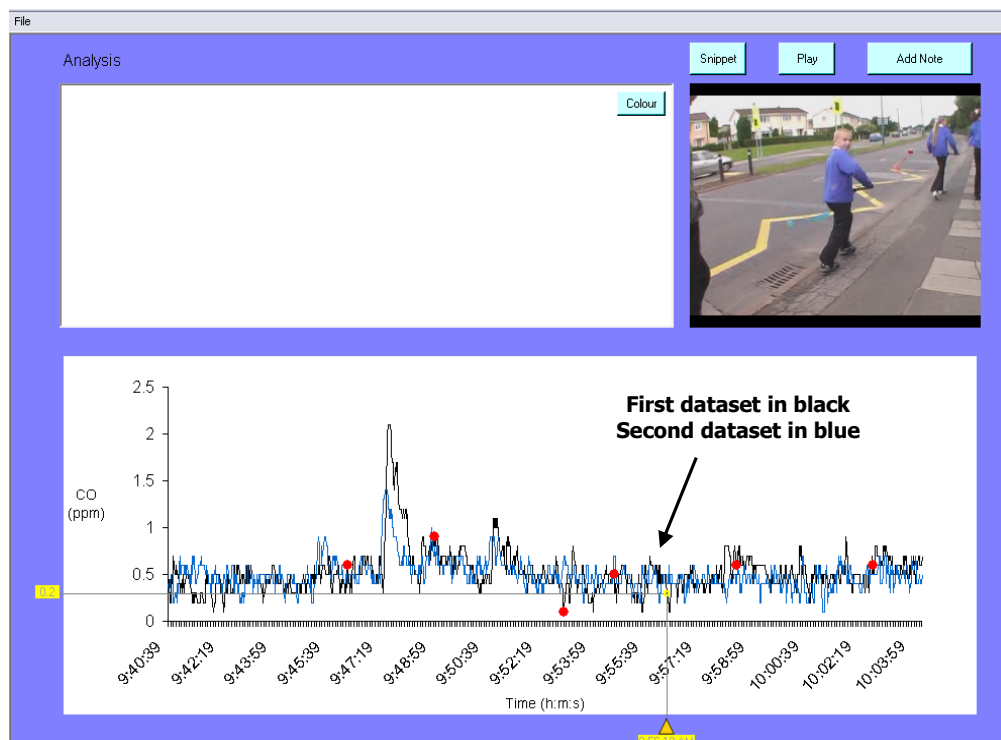 File
Analysis
Snippet
Play
Add Note
Colour
First dataset in black
Second dataset in blue
2.5
2
1.5
1
0.5
0
CO
(ppm)
0.2
9:40:39
9:42:19
9:43:59
9:45:39
9:47:19
9:48:59
9:50:39
9:52:19
9:53:59
9:55:39
9:57:19
9:58:59
10:00:39
10:02:19
10:03:59
Time (h:m:s)